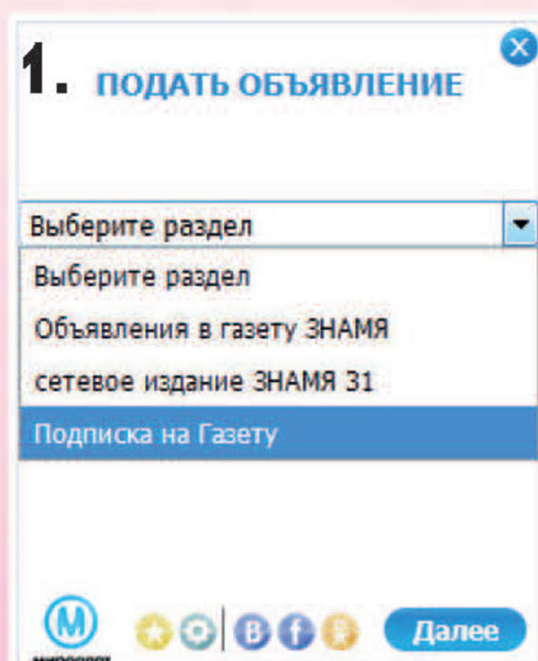 1. ПОДАТЬ ОБЪЯВЛЕНИЕ
Выберите раздел
Выберите раздел
Объявления в газету ЗНАМЯ
сетевое издание ЗНАМЯ 31
Подписка на Газету
М
В f
Далее